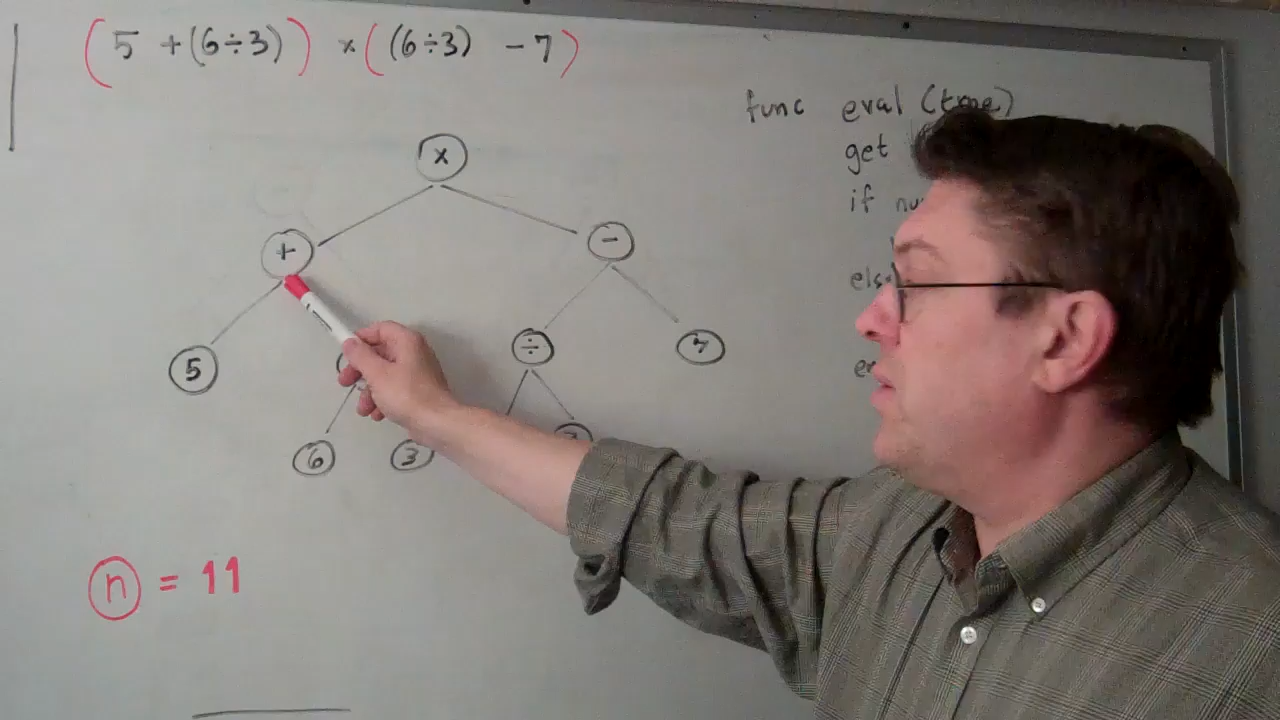 (5 + (6÷3)) × ((6÷3) - 7)
func eval (tree)
get
if
×
+ -
5 ÷ 7
6 3
n = 11